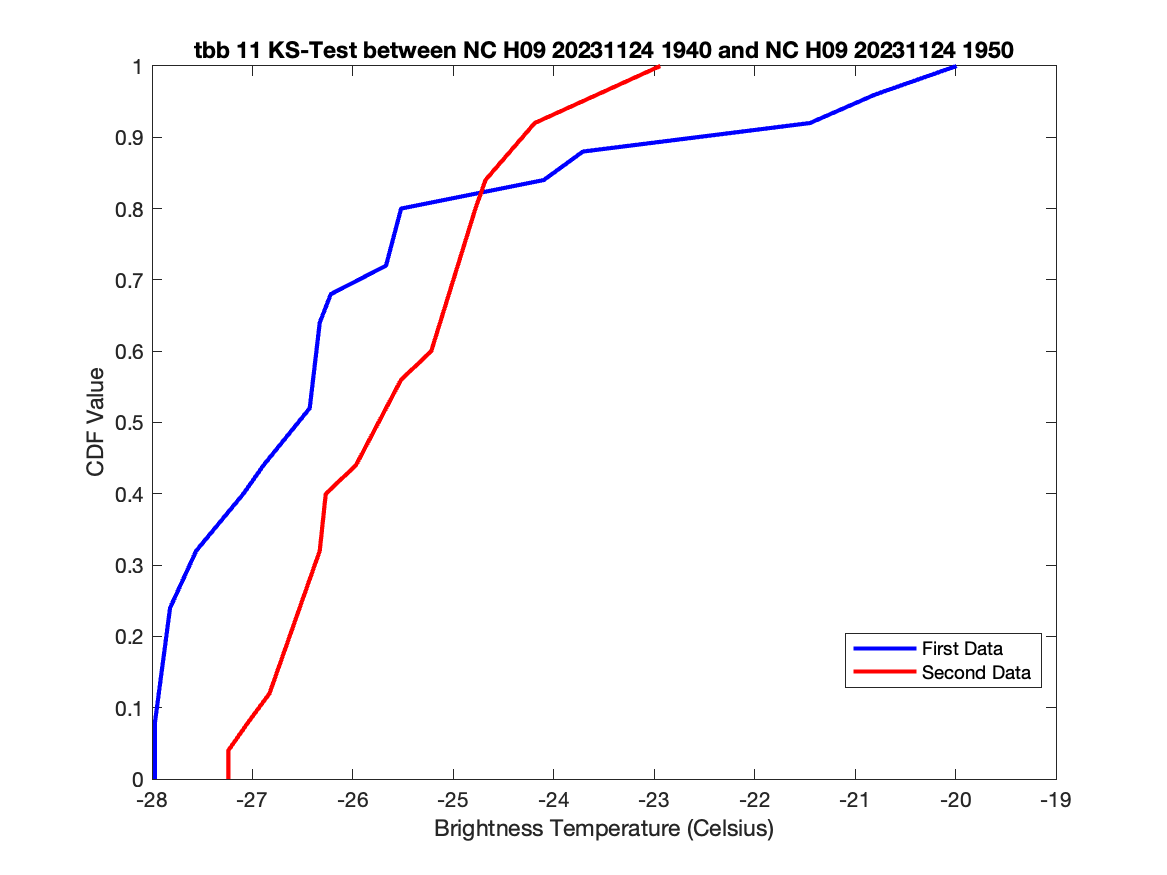 tbb 11 KS-Test between NC H09 20231124 1940 and NC H09 20231124 1950
1
0.9
0.8
0.7
0.6
0.5
0.4
0.3
0.2
0.1
0
CDF Value
First Data
Second Data
-28 -27 -26 -25 -24 -23 -22 -21 -20 -19
Brightness Temperature (Celsius)